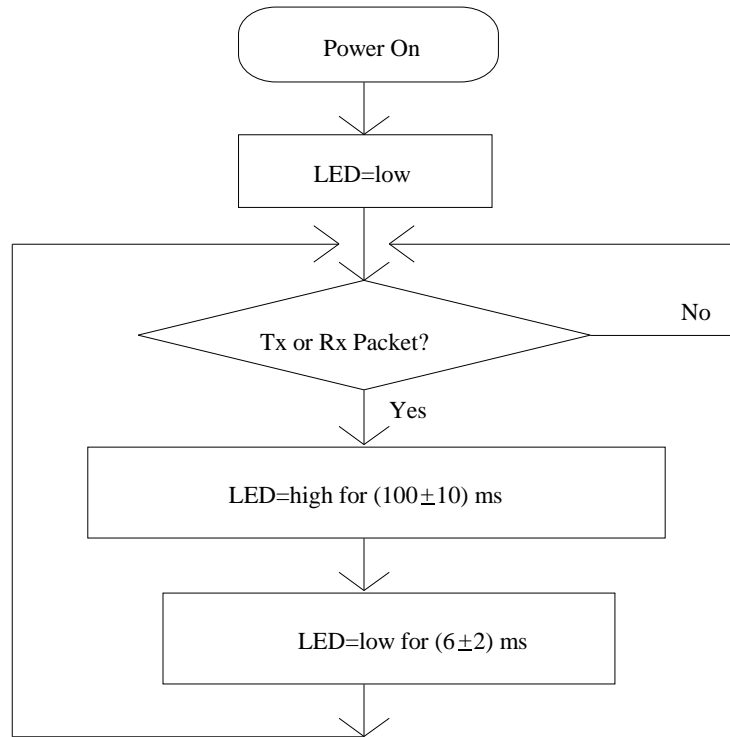 Power On
LED=low
No
Tx or Rx Packet?
Yes
LED=high for (100±10) ms
LED=low for (6±2) ms